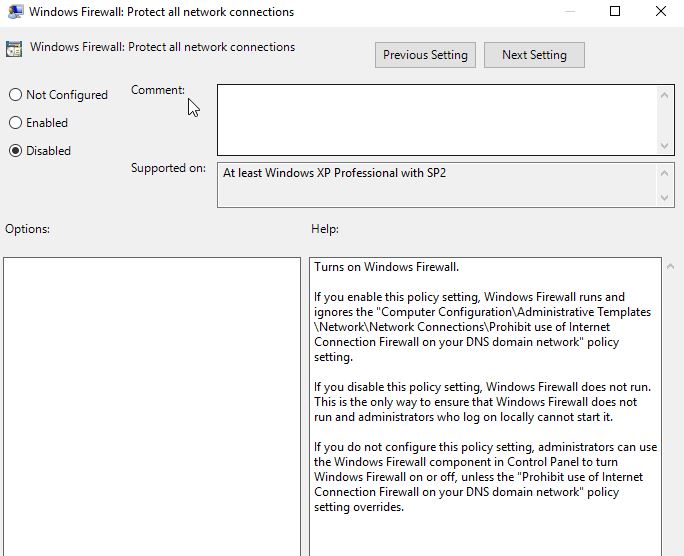 Windows Firewall: Protect all network connections
Windows Firewall: Protect all network connections
Previous Setting
Next Setting
Not Configured
Comment:
Enabled
Disabled
Supported on:
At least Windows XP Professional with SP2
Options:
Help:
Turns on Windows Firewall.
If you enable this policy setting, Windows Firewall runs and
ignores the "Computer Configuration\Administrative Templates
\Network\Network Connections\Prohibit use of Internet
Connection Firewall on your DNS domain network" policy
setting.
If you disable this policy setting, Windows Firewall does not run.
This is the only way to ensure that Windows Firewall does not
run and administrators who log on locally cannot start it.
If you do not configure this policy setting, administrators can use
the Windows Firewall component in Control Panel to turn
Windows Firewall on or off, unless the "Prohibit use of Internet
Connection Firewall on your DNS domain network" policy
setting overrides.